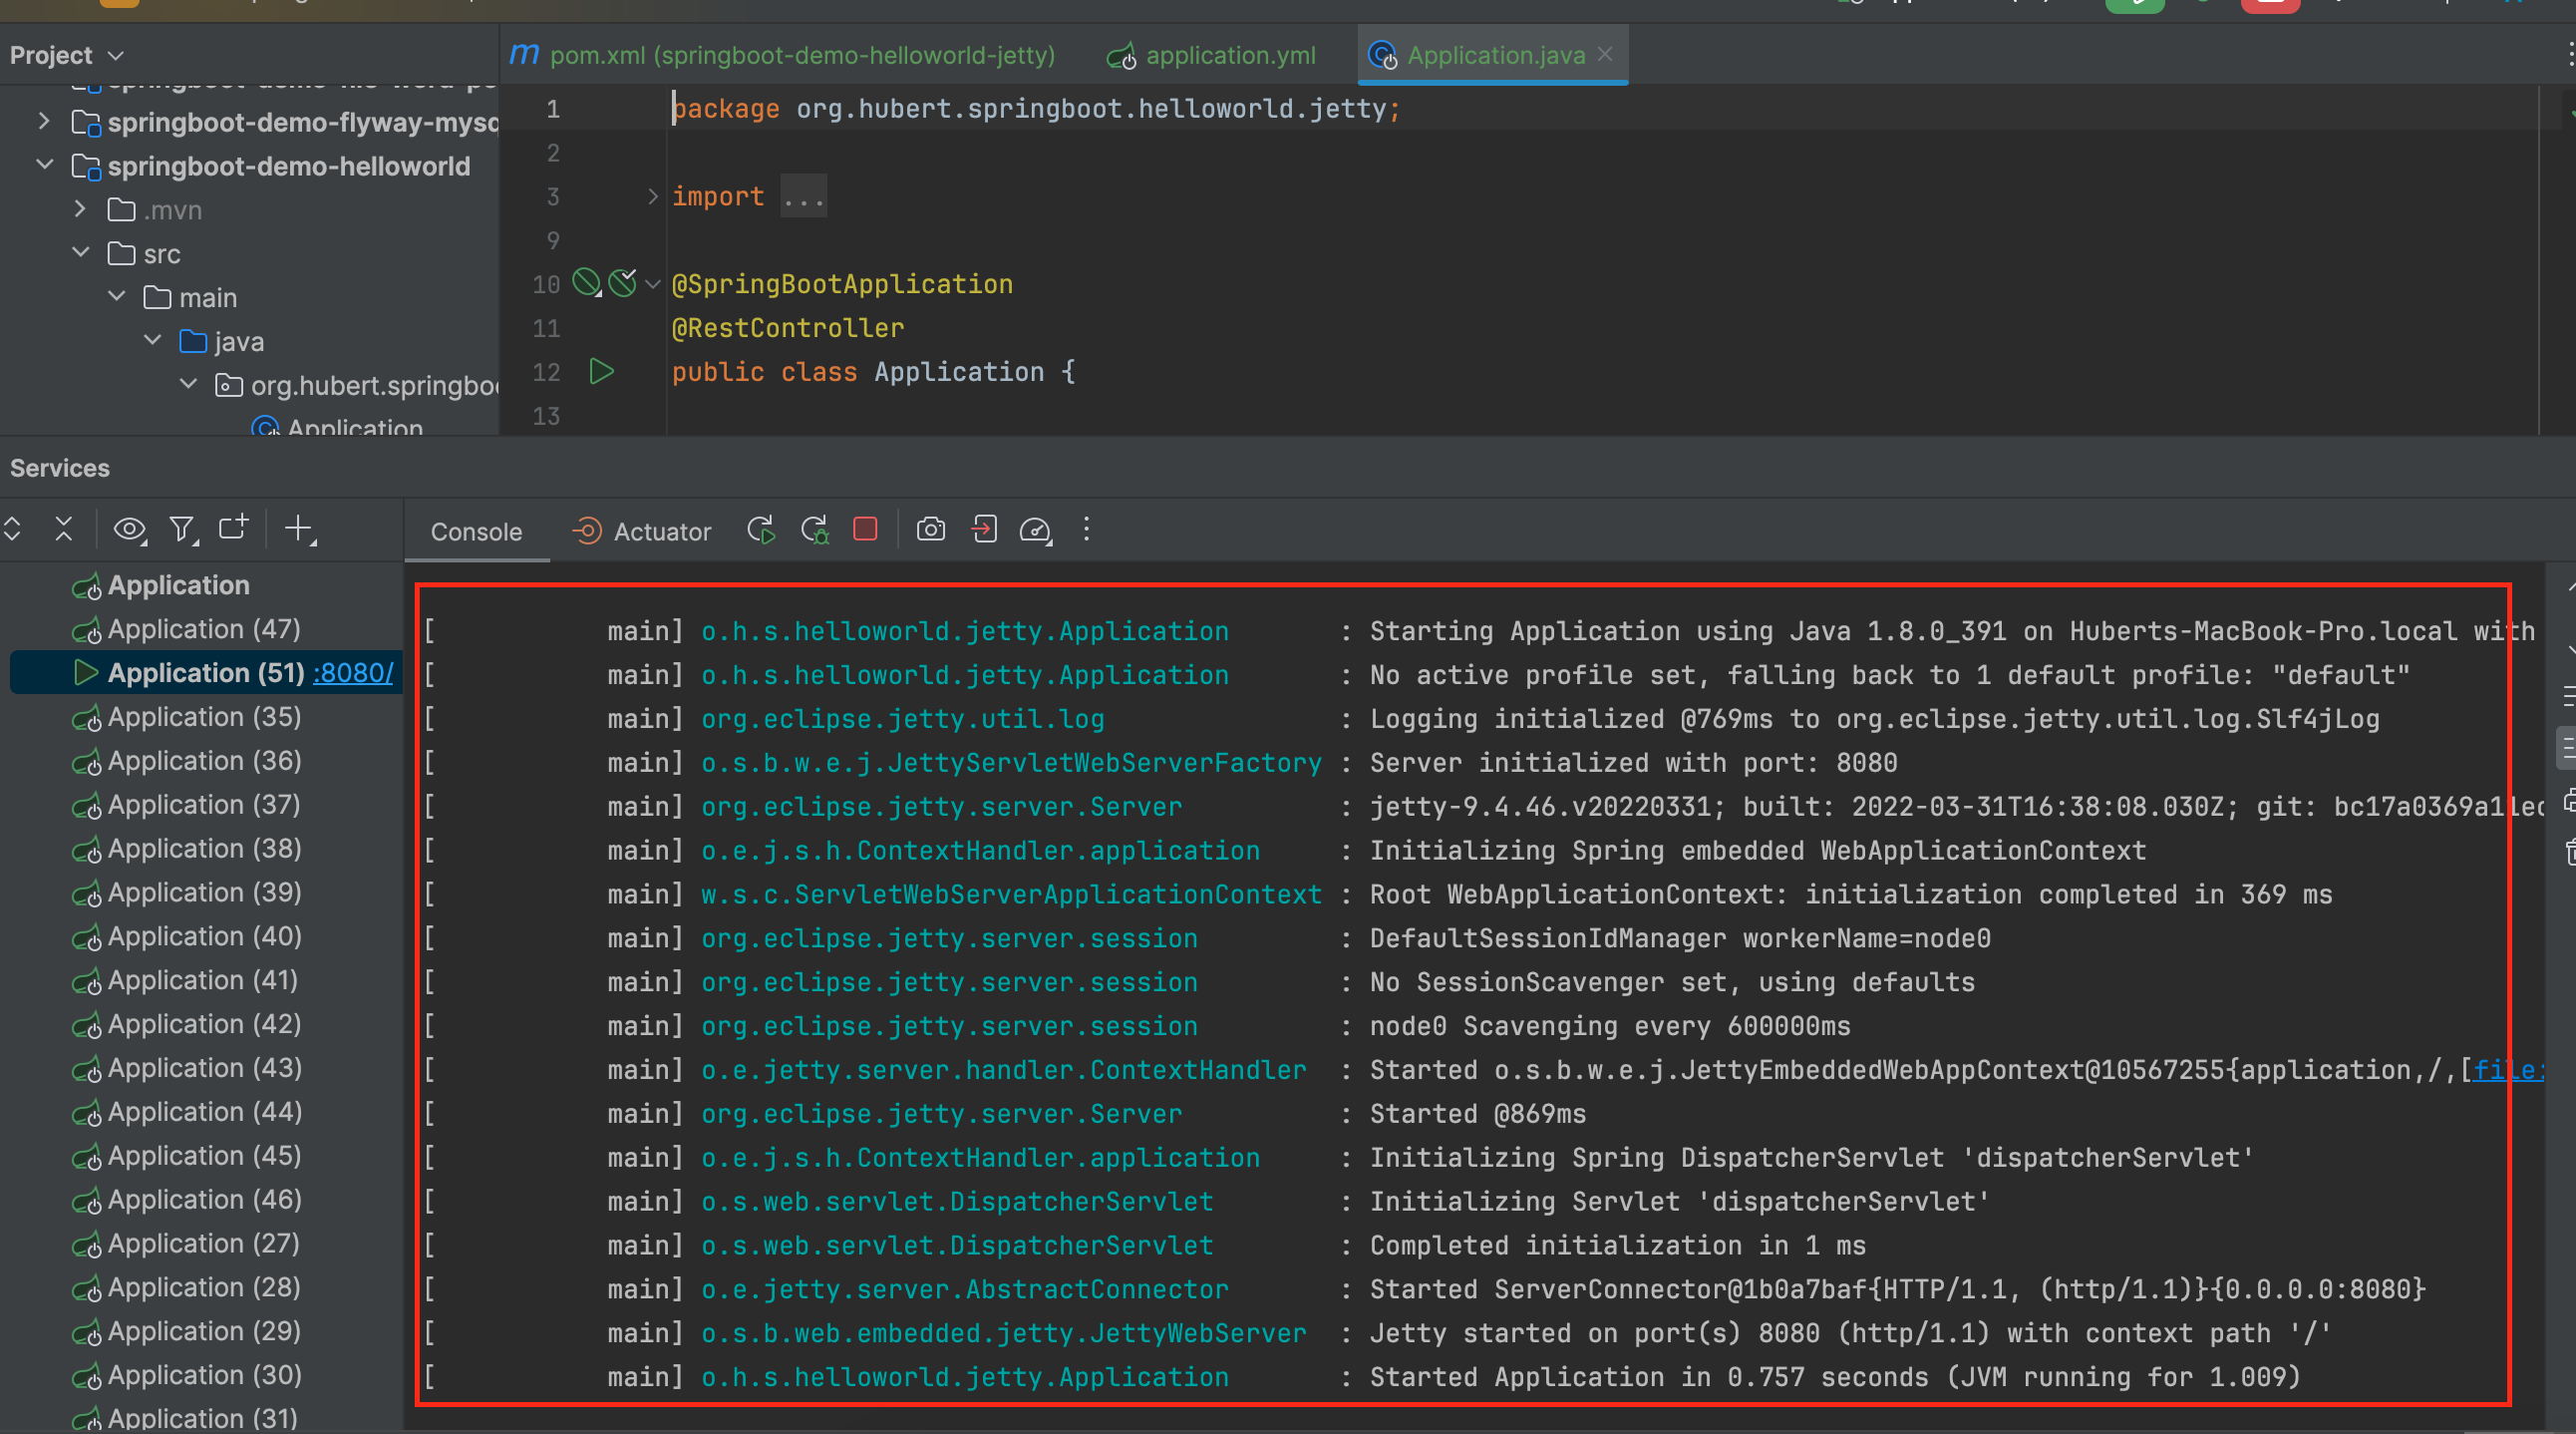 Project
pom.xml (springboot-demo-helloworld-jetty)
application.yml
Application.java
springboot-demo-flyway-mysq
springboot-demo-helloworld
.mvn
src
main
java
org.hubert.springboo
Application
1 package org.hubert.springboot.helloworld.jetty;
2
3 import ...
9
10 @SpringBootApplication
11 @RestController
12 public class Application {
13
Services
Console
Actuator
Application
Application (47)
Application (51) :8080/
Application (35)
Application (36)
Application (37)
Application (38)
Application (39)
Application (40)
Application (41)
Application (42)
Application (43)
Application (44)
Application (45)
Application (46)
Application (27)
Application (28)
Application (29)
Application (30)
Application (31)
[ main] o.h.s.helloworld.jetty.Application : Starting Application using Java 1.8.0_391 on Huberts-MacBook-Pro.local with
[ main] o.h.s.helloworld.jetty.Application : No active profile set, falling back to 1 default profile: "default"
[ main] org.eclipse.jetty.util.log : Logging initialized @769ms to org.eclipse.jetty.util.log.Slf4jLog
[ main] o.s.b.w.e.j.JettyServletWebServerFactory : Server initialized with port: 8080
[ main] org.eclipse.jetty.server.Server : jetty-9.4.46.v20220331; built: 2022-03-31T16:38:08.030Z; git: bc17a0369a11ec
[ main] o.e.j.s.h.ContextHandler.application : Initializing Spring embedded WebApplicationContext
[ main] w.s.c.ServletWebServerApplicationContext : Root WebApplicationContext: initialization completed in 369 ms
[ main] org.eclipse.jetty.server.session : DefaultSessionIdManager workerName=node0
[ main] org.eclipse.jetty.server.session : No SessionScavenger set, using defaults
[ main] org.eclipse.jetty.server.session : node0 Scavenging every 600000ms
[ main] o.e.jetty.server.handler.ContextHandler : Started o.s.b.w.e.j.JettyEmbeddedWebAppContext@10567255{application,/,[file:
[ main] org.eclipse.jetty.server.Server : Started @869ms
[ main] o.e.j.s.h.ContextHandler.application : Initializing Spring DispatcherServlet 'dispatcherServlet'
[ main] o.s.web.servlet.DispatcherServlet : Initializing Servlet 'dispatcherServlet'
[ main] o.s.web.servlet.DispatcherServlet : Completed initialization in 1 ms
[ main] o.e.jetty.server.AbstractConnector : Started ServerConnector@1b0a7baf{HTTP/1.1, (http/1.1)}{0.0.0.0:8080}
[ main] o.s.b.web.embedded.jetty.JettyWebServer : Jetty started on port(s) 8080 (http/1.1) with context path '/'
[ main] o.h.s.helloworld.jetty.Application : Started Application in 0.757 seconds (JVM running for 1.009)